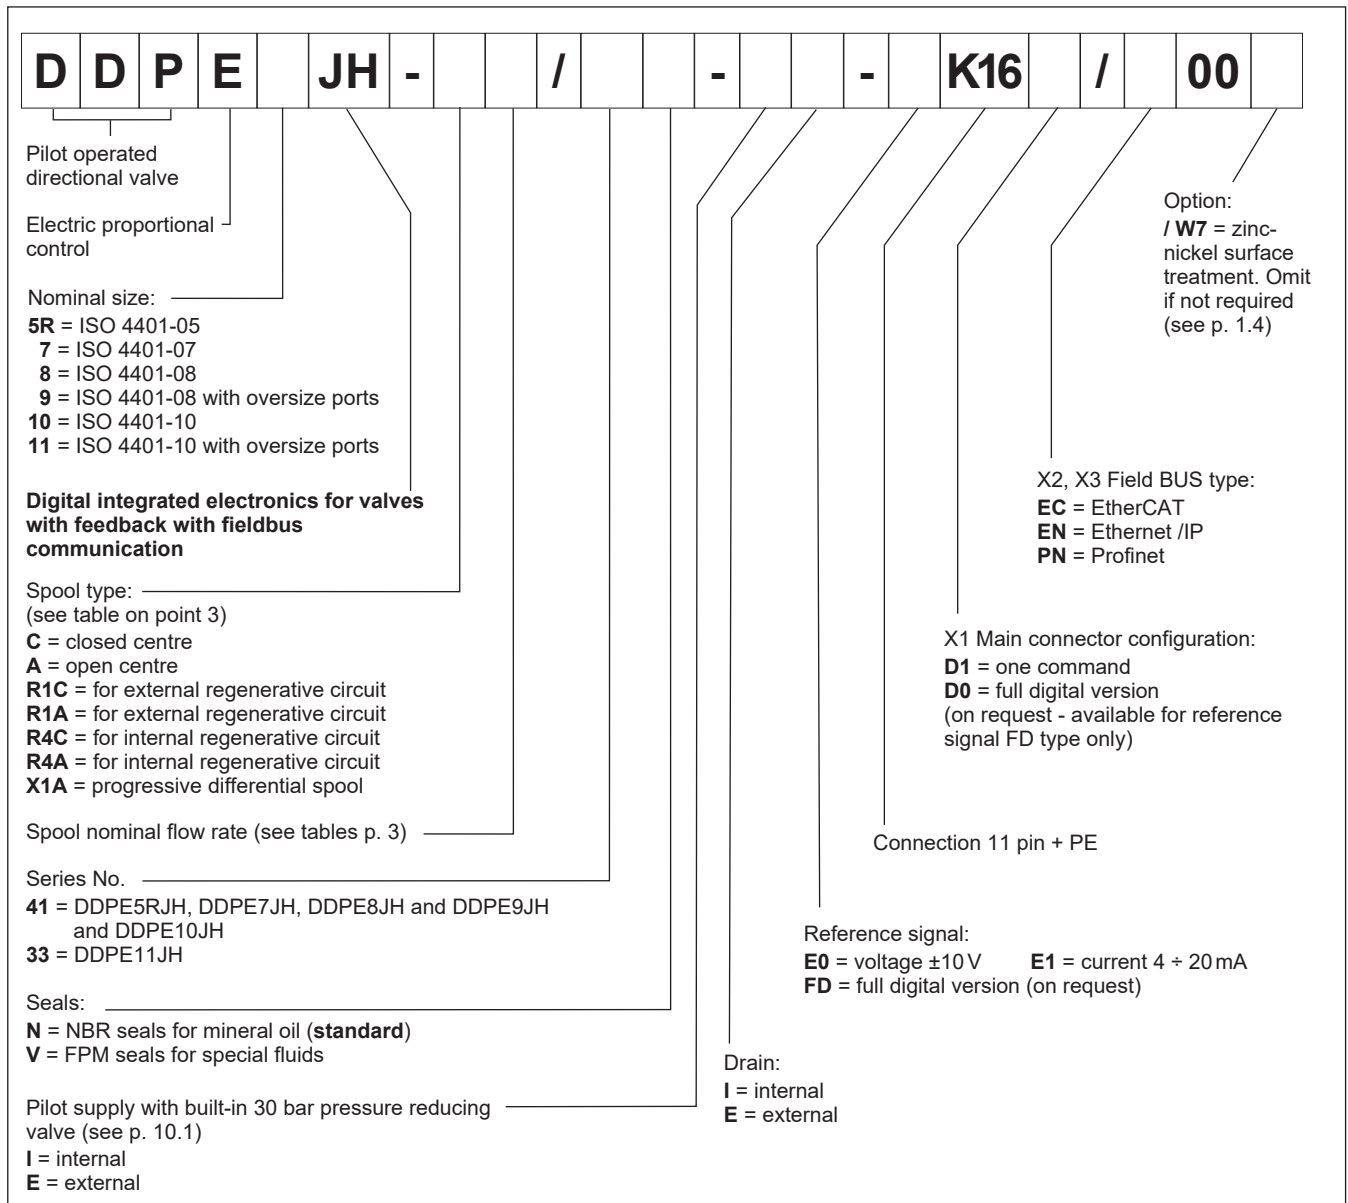 D D P E JH - / - - K16 / 00
Pilot operated
directional valve
Electric proportional
control
Nominal size:
5R = ISO 4401-05
7 = ISO 4401-07
8 = ISO 4401-08
9 = ISO 4401-08 with oversize ports
10 = ISO 4401-10
11 = ISO 4401-10 with oversize ports
Digital integrated electronics for valves
with feedback with fieldbus
communication
Spool type:
(see table on point 3)
C = closed centre
A = open centre
R1C = for external regenerative circuit
R1A = for external regenerative circuit
R4C = for internal regenerative circuit
R4A = for internal regenerative circuit
X1A = progressive differential spool
Spool nominal flow rate (see tables p. 3)
Series No.
41 = DDPE5RJH, DDPE7JH, DDPE8JH and DDPE9JH
and DDPE10JH
33 = DDPE11JH
Seals:
N = NBR seals for mineral oil (standard)
V = FPM seals for special fluids
Pilot supply with built-in 30 bar pressure reducing
valve (see p. 10.1)
I = internal
E = external
Option:
/ W7 = zinc-
nickel surface
treatment. Omit
if not required
(see p. 1.4)
X2, X3 Field BUS type:
EC = EtherCAT
EN = Ethernet /IP
PN = Profinet
X1 Main connector configuration:
D1 = one command
D0 = full digital version
(on request - available for reference
signal FD type only)
Connection 11 pin + PE
Reference signal:
E0 = voltage ±10 V E1 = current 4 ÷ 20 mA
FD = full digital version (on request)
Drain:
I = internal
E = external